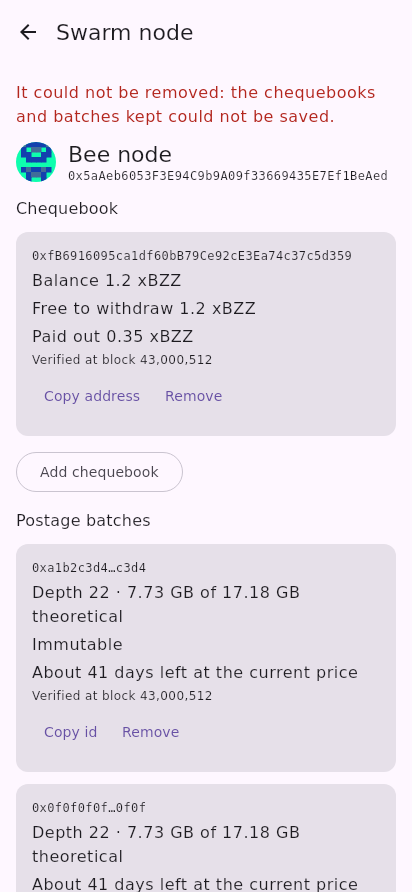 Swarm node
It could not be removed: the chequebooks
and batches kept could not be saved.
Bee node
0x5aAeb6053F3E94C9b9A09f33669435E7Ef1BeAed
Chequebook
0xfB6916095ca1df60bB79Ce92cE3Ea74c37c5d359
Balance 1.2 xBZZ
Free to withdraw 1.2 xBZZ
Paid out 0.35 xBZZ
Verified at block 43,000,512
Copy address Remove
Add chequebook
Postage batches
0xa1b2c3d4…c3d4
Depth 22 · 7.73 GB of 17.18 GB
theoretical
Immutable
About 41 days left at the current price
Verified at block 43,000,512
Copy id Remove
0x0f0f0f0f…0f0f
Depth 22 · 7.73 GB of 17.18 GB
theoretical
About 41 days left at the current price